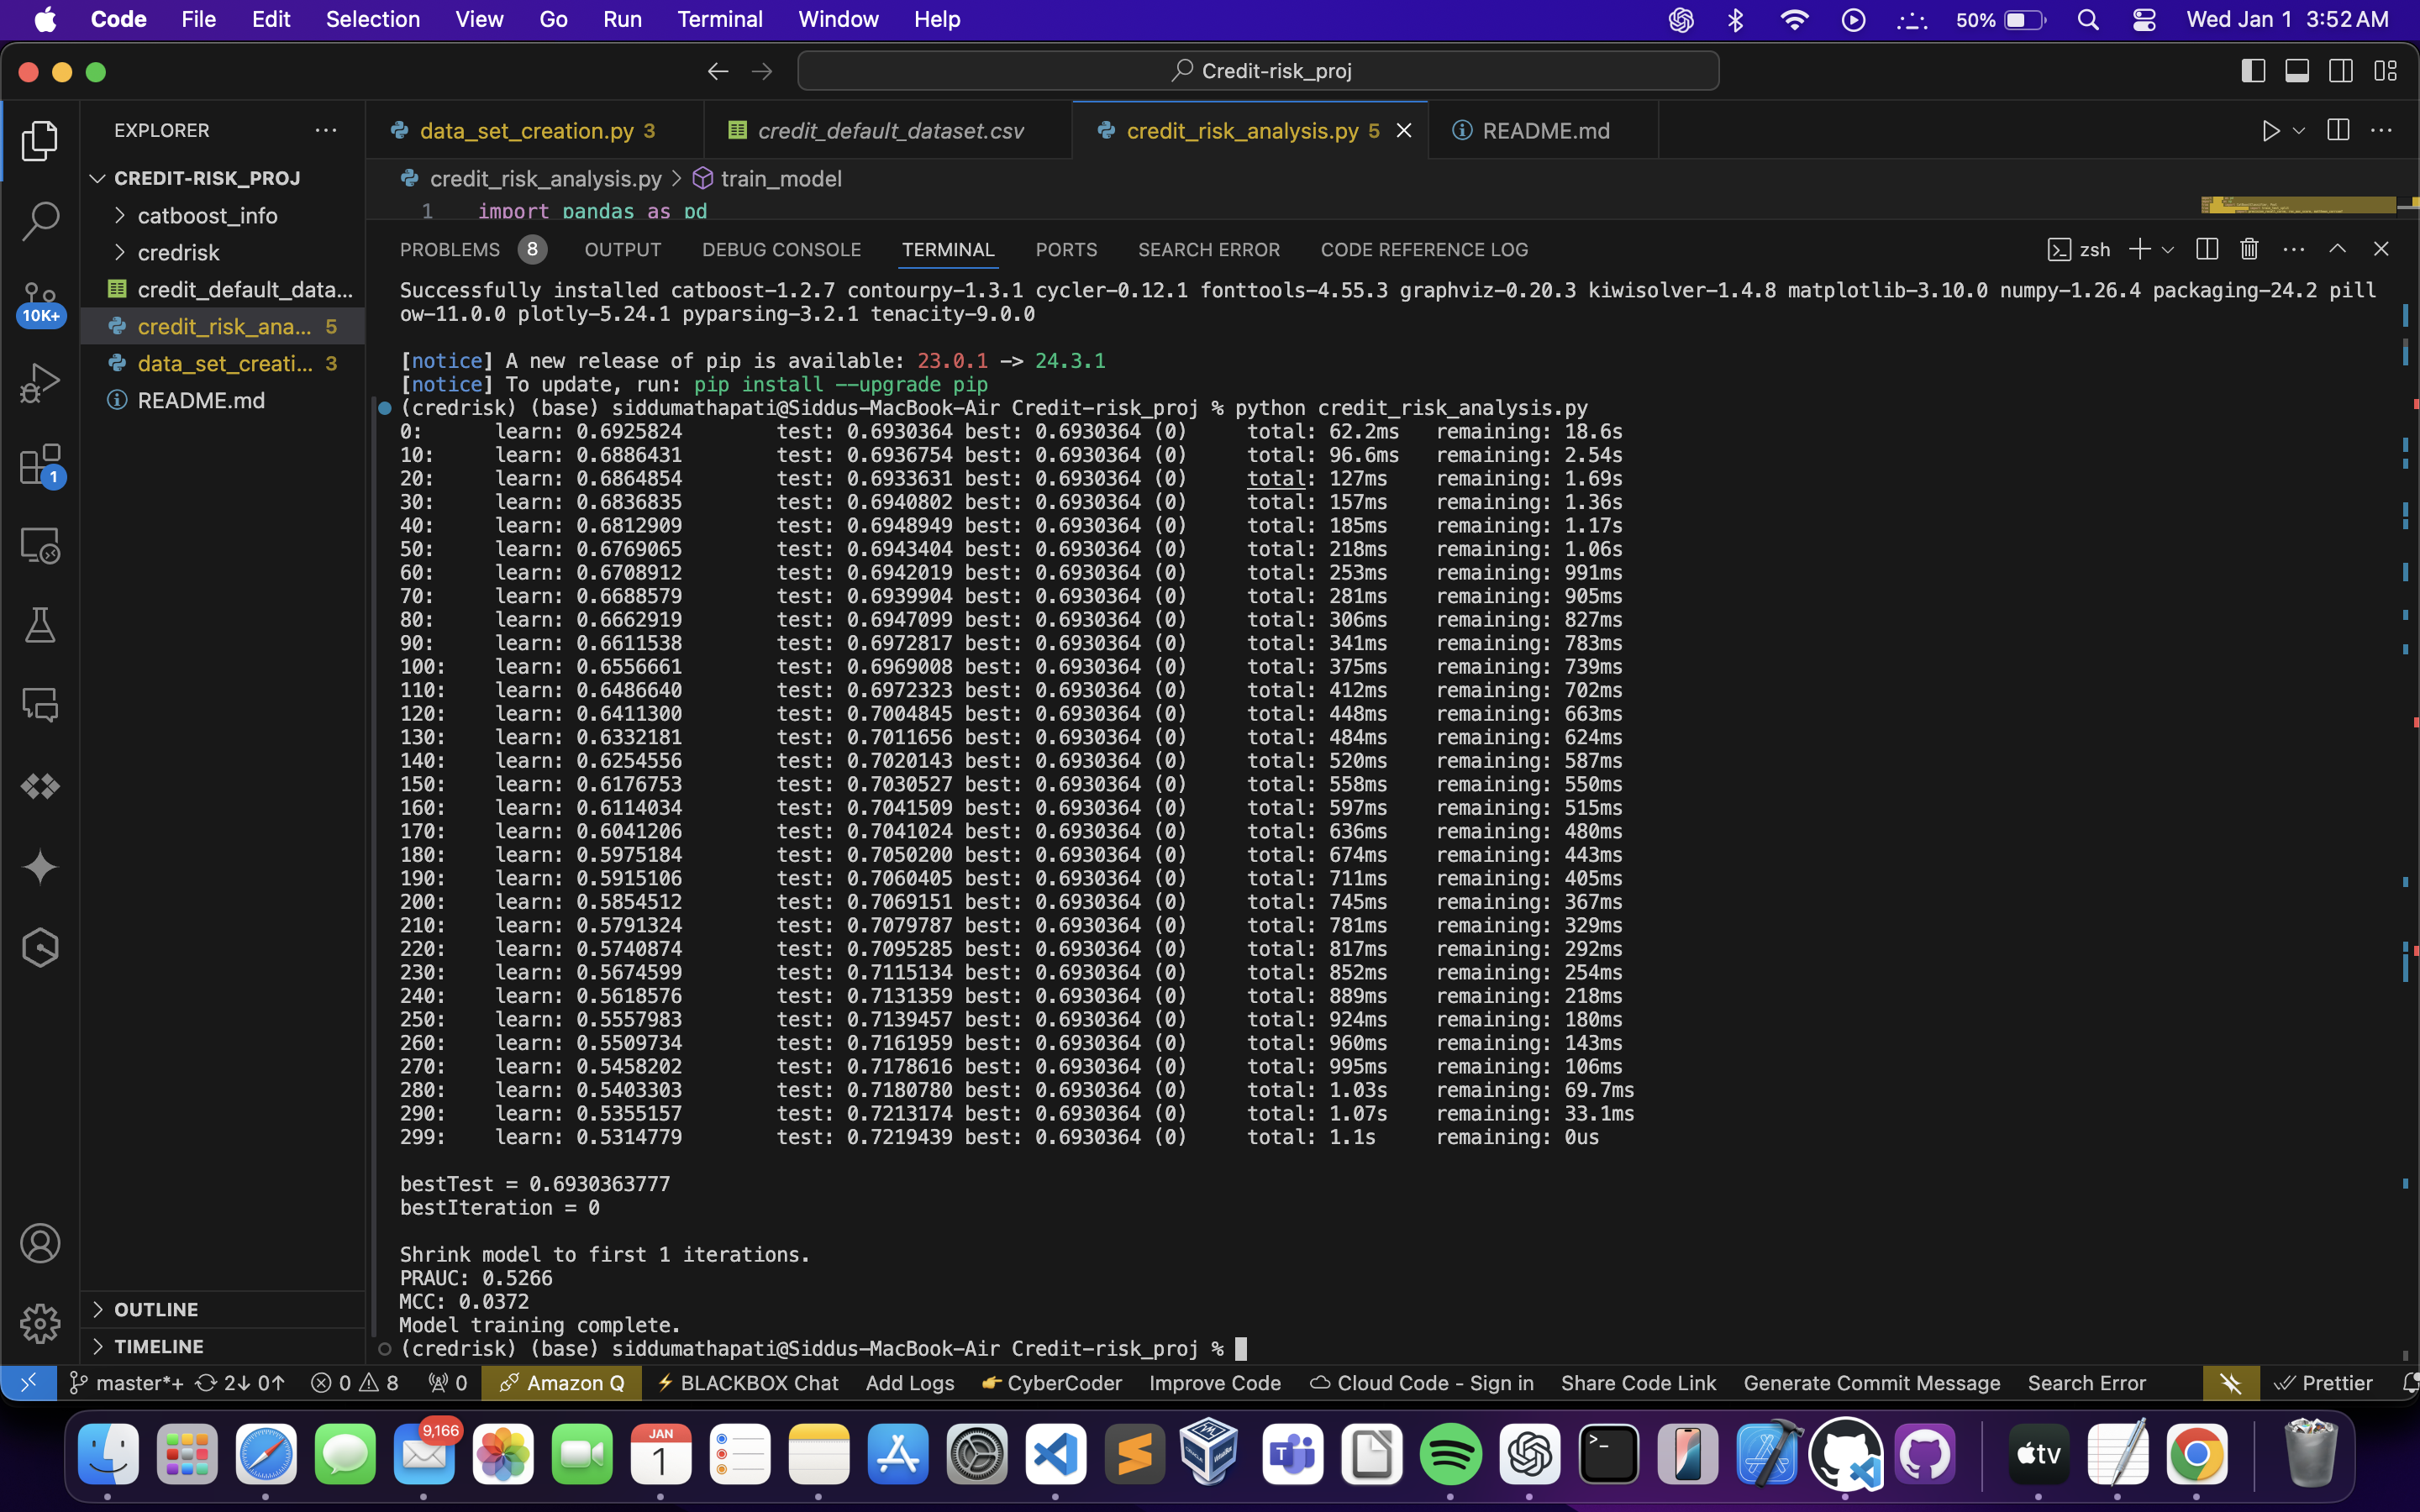 Code File Edit Selection View Go Run Terminal Window Help 50% Wed Jan 1 3:52 AM
Credit-risk_proj
EXPLORER
data_set_creation.py 3
credit_default_dataset.csv
credit_risk_analysis.py 5
README.md
CREDIT-RISK_PROJ
catboost_info
credrisk
credit_default_data...
credit_risk_ana... 5
data_set_creati... 3
README.md
10K+
1
OUTLINE
TIMELINE
credit_risk_analysis.py > train_model
1 import pandas as pd
PROBLEMS 8 OUTPUT DEBUG CONSOLE TERMINAL PORTS SEARCH ERROR CODE REFERENCE LOG zsh
Successfully installed catboost-1.2.7 contourpy-1.3.1 cycler-0.12.1 fonttools-4.55.3 graphviz-0.20.3 kiwisolver-1.4.8 matplotlib-3.10.0 numpy-1.26.4 packaging-24.2 pill
ow-11.0.0 plotly-5.24.1 pyparsing-3.2.1 tenacity-9.0.0
[notice] A new release of pip is available: 23.0.1 -> 24.3.1
[notice] To update, run: pip install --upgrade pip
(credrisk) (base) siddumathapati@Siddus-MacBook-Air Credit-risk_proj % python credit_risk_analysis.py
0: learn: 0.6925824 test: 0.6930364 best: 0.6930364 (0) total: 62.2ms remaining: 18.6s
10: learn: 0.6886431 test: 0.6936754 best: 0.6930364 (0) total: 96.6ms remaining: 2.54s
20: learn: 0.6864854 test: 0.6933631 best: 0.6930364 (0) total: 127ms remaining: 1.69s
30: learn: 0.6836835 test: 0.6940802 best: 0.6930364 (0) total: 157ms remaining: 1.36s
40: learn: 0.6812909 test: 0.6948949 best: 0.6930364 (0) total: 185ms remaining: 1.17s
50: learn: 0.6769065 test: 0.6943404 best: 0.6930364 (0) total: 218ms remaining: 1.06s
60: learn: 0.6708912 test: 0.6942019 best: 0.6930364 (0) total: 253ms remaining: 991ms
70: learn: 0.6688579 test: 0.6939904 best: 0.6930364 (0) total: 281ms remaining: 905ms
80: learn: 0.6662919 test: 0.6947099 best: 0.6930364 (0) total: 306ms remaining: 827ms
90: learn: 0.6611538 test: 0.6972817 best: 0.6930364 (0) total: 341ms remaining: 783ms
100: learn: 0.6556661 test: 0.6969008 best: 0.6930364 (0) total: 375ms remaining: 739ms
110: learn: 0.6486640 test: 0.6972323 best: 0.6930364 (0) total: 412ms remaining: 702ms
120: learn: 0.6411300 test: 0.7004845 best: 0.6930364 (0) total: 448ms remaining: 663ms
130: learn: 0.6332181 test: 0.7011656 best: 0.6930364 (0) total: 484ms remaining: 624ms
140: learn: 0.6254556 test: 0.7020143 best: 0.6930364 (0) total: 520ms remaining: 587ms
150: learn: 0.6176753 test: 0.7030527 best: 0.6930364 (0) total: 558ms remaining: 550ms
160: learn: 0.6114034 test: 0.7041509 best: 0.6930364 (0) total: 597ms remaining: 515ms
170: learn: 0.6041206 test: 0.7041024 best: 0.6930364 (0) total: 636ms remaining: 480ms
180: learn: 0.5975184 test: 0.7050200 best: 0.6930364 (0) total: 674ms remaining: 443ms
190: learn: 0.5915106 test: 0.7060405 best: 0.6930364 (0) total: 711ms remaining: 405ms
200: learn: 0.5854512 test: 0.7069151 best: 0.6930364 (0) total: 745ms remaining: 367ms
210: learn: 0.5791324 test: 0.7079787 best: 0.6930364 (0) total: 781ms remaining: 329ms
220: learn: 0.5740874 test: 0.7095285 best: 0.6930364 (0) total: 817ms remaining: 292ms
230: learn: 0.5674599 test: 0.7115134 best: 0.6930364 (0) total: 852ms remaining: 254ms
240: learn: 0.5618576 test: 0.7131359 best: 0.6930364 (0) total: 889ms remaining: 218ms
250: learn: 0.5557983 test: 0.7139457 best: 0.6930364 (0) total: 924ms remaining: 180ms
260: learn: 0.5509734 test: 0.7161959 best: 0.6930364 (0) total: 960ms remaining: 143ms
270: learn: 0.5458202 test: 0.7178616 best: 0.6930364 (0) total: 995ms remaining: 106ms
280: learn: 0.5403303 test: 0.7180780 best: 0.6930364 (0) total: 1.03s remaining: 69.7ms
290: learn: 0.5355157 test: 0.7213174 best: 0.6930364 (0) total: 1.07s remaining: 33.1ms
299: learn: 0.5314779 test: 0.7219439 best: 0.6930364 (0) total: 1.1s remaining: 0us
bestTest = 0.6930363777
bestIteration = 0
Shrink model to first 1 iterations.
PRAUC: 0.5266
MCC: 0.0372
Model training complete.
(credrisk) (base) siddumathapati@Siddus-MacBook-Air Credit-risk_proj %
master*+ 2↓ 0↑ 0 8 0 Amazon Q BLACKBOX Chat Add Logs CyberCoder Improve Code Cloud Code - Sign in Share Code Link Generate Commit Message Search Error Prettier
9,166
JAN
1
tv